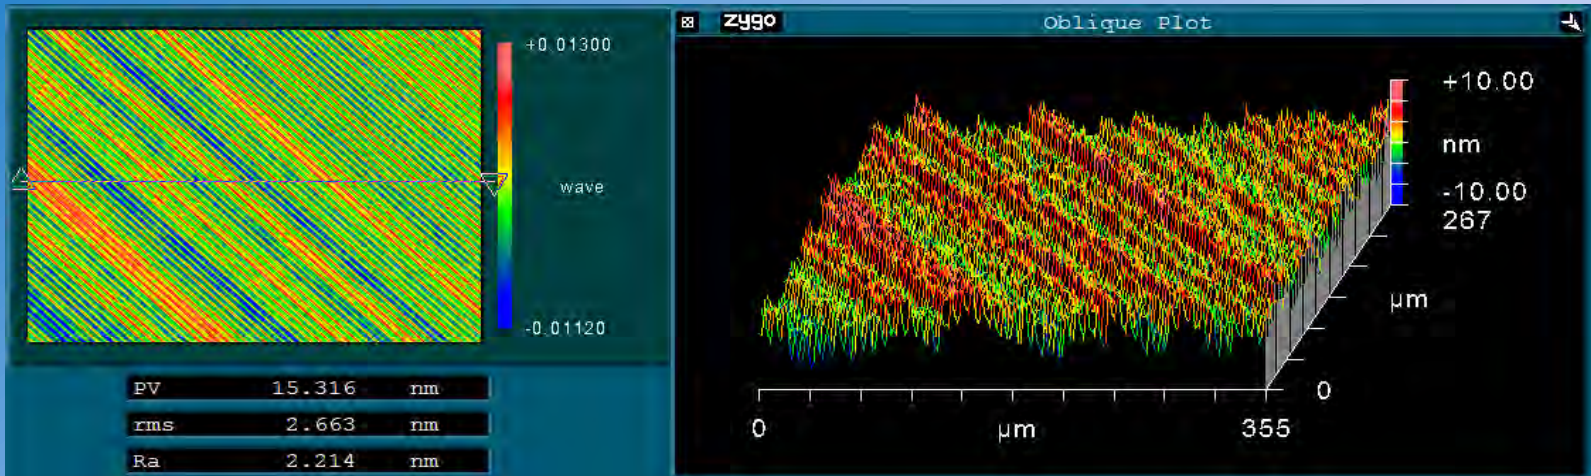 +0.01300
wave
-0.01120
PV 15.316 nm
rms 2.663 nm
Ra 2.214 nm
zygo Oblique Plot
+10.00
nm
-10.00
267
µm
0
0 µm 355